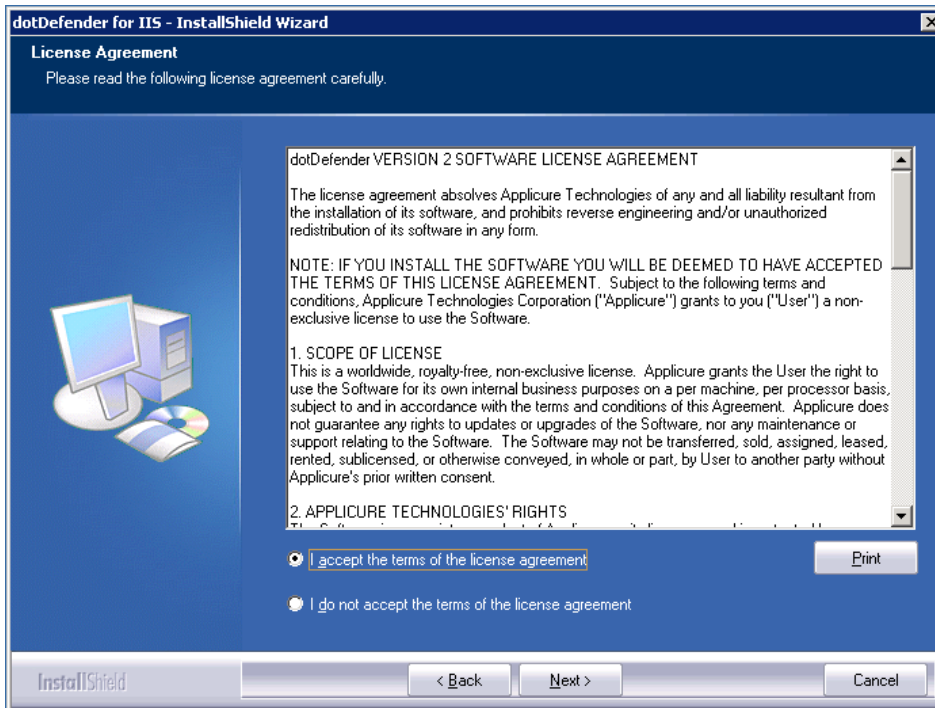 dotDefender for IIS - InstallShield Wizard
License Agreement
Please read the following license agreement carefully.
dotDefender VERSION 2 SOFTWARE LICENSE AGREEMENT
The license agreement absolves Applicure Technologies of any and all liability resultant from
the installation of its software, and prohibits reverse engineering and/or unauthorized
redistribution of its software in any form.
NOTE: IF YOU INSTALL THE SOFTWARE YOU WILL BE DEEMED TO HAVE ACCEPTED
THE TERMS OF THIS LICENSE AGREEMENT. Subject to the following terms and
conditions, Applicure Technologies Corporation ("Applicure") grants to you ("User") a non-
exclusive license to use the Software.
1. SCOPE OF LICENSE
This is a worldwide, royalty-free, non-exclusive license. Applicure grants the User the right to
use the Software for its own internal business purposes on a per machine, per processor basis,
subject to and in accordance with the terms and conditions of this Agreement. Applicure does
not guarantee any rights to updates or upgrades of the Software, nor any maintenance or
support relating to the Software. The Software may not be transferred, sold, assigned, leased,
rented, sublicensed, or otherwise conveyed, in whole or part, by User to another party without
Applicure's prior written consent.
2. APPLICURE TECHNOLOGIES' RIGHTS
I accept the terms of the license agreement
Print
I do not accept the terms of the license agreement
InstallShield
< Back
Next >
Cancel